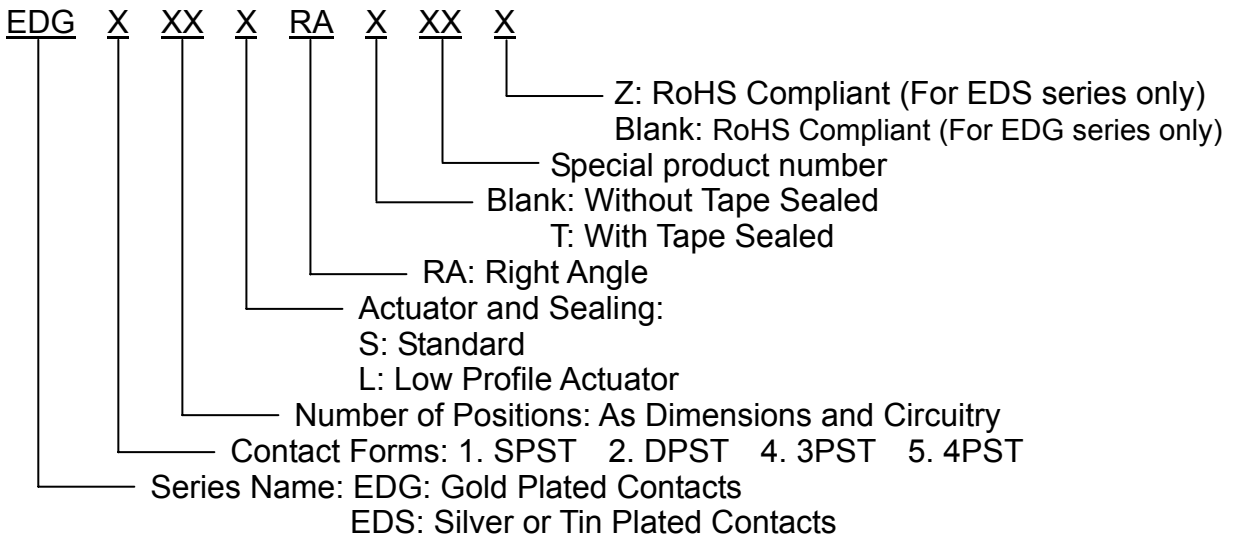 EDG X XX X RA X XX X
Z: RoHS Compliant (For EDS series only)
Blank: RoHS Compliant (For EDG series only)
Special product number
Blank: Without Tape Sealed
T: With Tape Sealed
RA: Right Angle
Actuator and Sealing:
S: Standard
L: Low Profile Actuator
Number of Positions: As Dimensions and Circuitry
Contact Forms: 1. SPST 2. DPST 4. 3PST 5. 4PST
Series Name: EDG: Gold Plated Contacts
EDS: Silver or Tin Plated Contacts